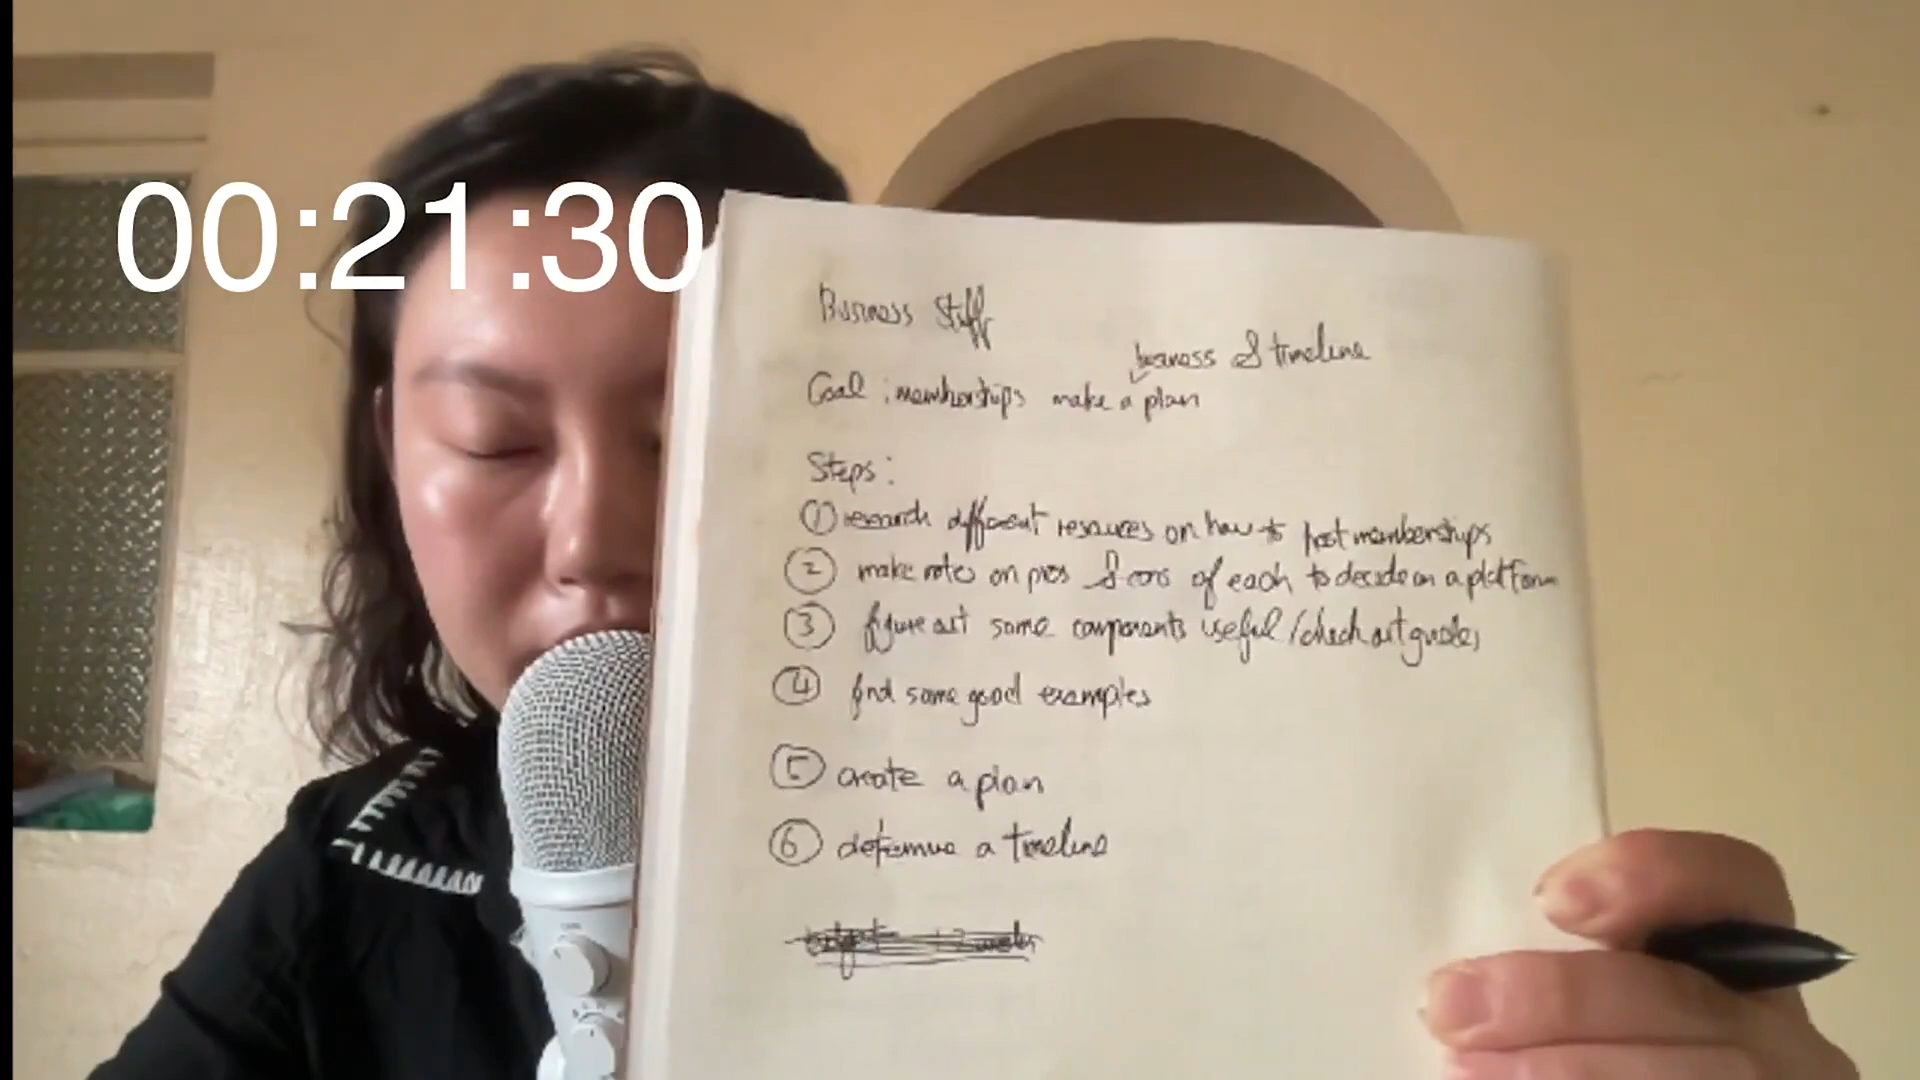 00:21:30
Business Stuff
business & timeline
Goal : memberships make a plan
Steps:
① research different resources on how to host memberships
② make notes on pros & cons of each to decide on a platform
③ figure out some components useful/check out guides
④ find some good examples
⑤ create a plan
⑥ determine a timeline